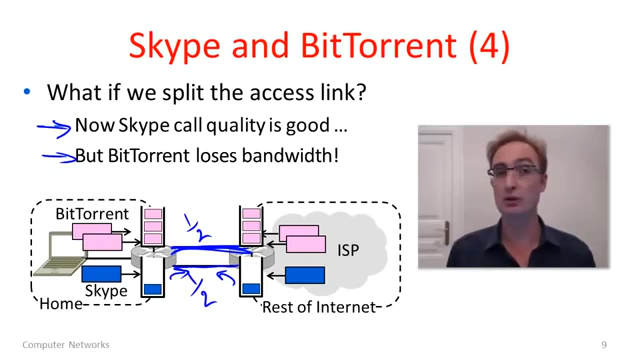 Skype and BitTorrent (4)
• What if we split the access link?
Now Skype call quality is good …
But BitTorrent loses bandwidth!
BitTorrent
1/2
ISP
Skype
1/2
Home
Rest of Internet
Computer Networks
9